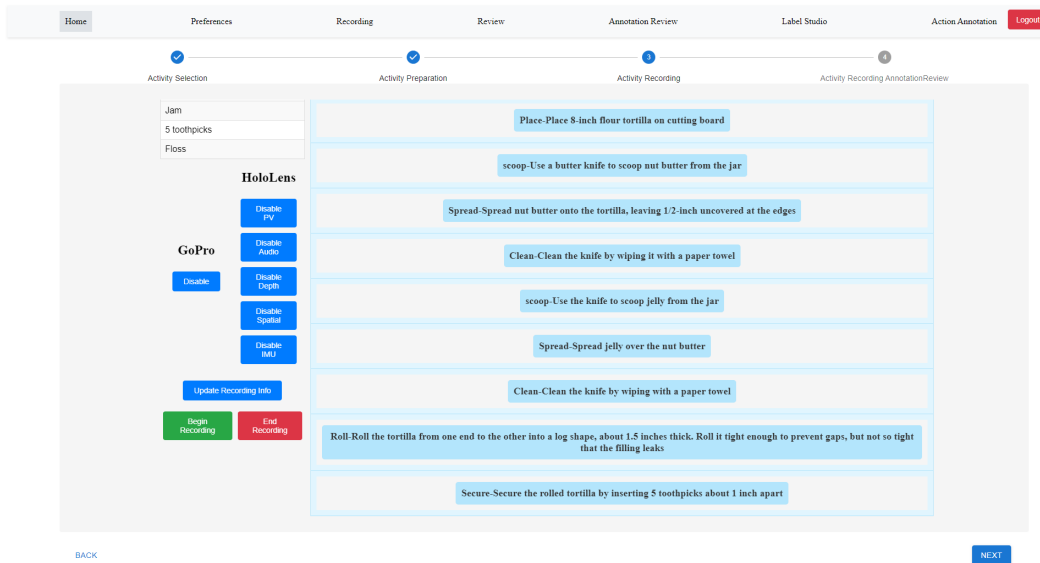 Home Preferences Recording Review Annotation Review Label Studio Action Annotation Logout
3 4
Activity Selection Activity Preparation Activity Recording Activity Recording AnnotationReview
Jam
5 toothpicks
Floss
HoloLens
Disable
PV
Disable
Audio
Disable
Depth
Disable
Spatial
Disable
IMU
GoPro
Disable
Update Recording Info
Begin
Recording
End
Recording
Place-Place 8-inch flour tortilla on cutting board
scoop-Use a butter knife to scoop nut butter from the jar
Spread-Spread nut butter onto the tortilla, leaving 1/2-inch uncovered at the edges
Clean-Clean the knife by wiping it with a paper towel
scoop-Use the knife to scoop jelly from the jar
Spread-Spread jelly over the nut butter
Clean-Clean the knife by wiping with a paper towel
Roll-Roll the tortilla from one end to the other into a log shape, about 1.5 inches thick. Roll it tight enough to prevent gaps, but not so tight
that the filling leaks
Secure-Secure the rolled tortilla by inserting 5 toothpicks about 1 inch apart
BACK NEXT